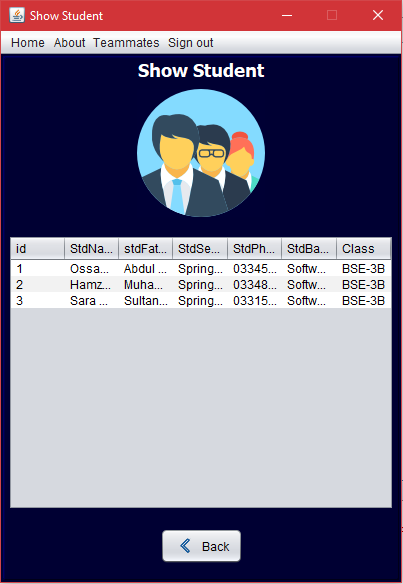 Show Student
Home About Teammates Sign out
Show Student
id StdNa... stdFat... StdSe... StdPh... StdBa... Class
1 Ossa... Abdul ... Spring... 03345... Softw... BSE-3B
2 Hamz... Muha... Spring... 03348... Softw... BSE-3B
3 Sara ... Sultan... Spring... 03315... Softw... BSE-3B
Back